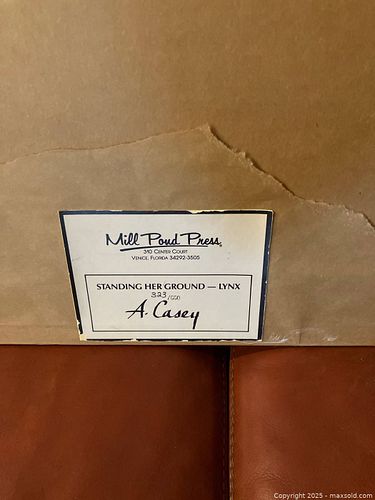 Mill Pond Press.
310 CENTER COURT
VENICE, FLORIDA 34292-3505
STANDING HER GROUND — LYNX
323/
A. Casey
Copyright 2025 - maxsold.com